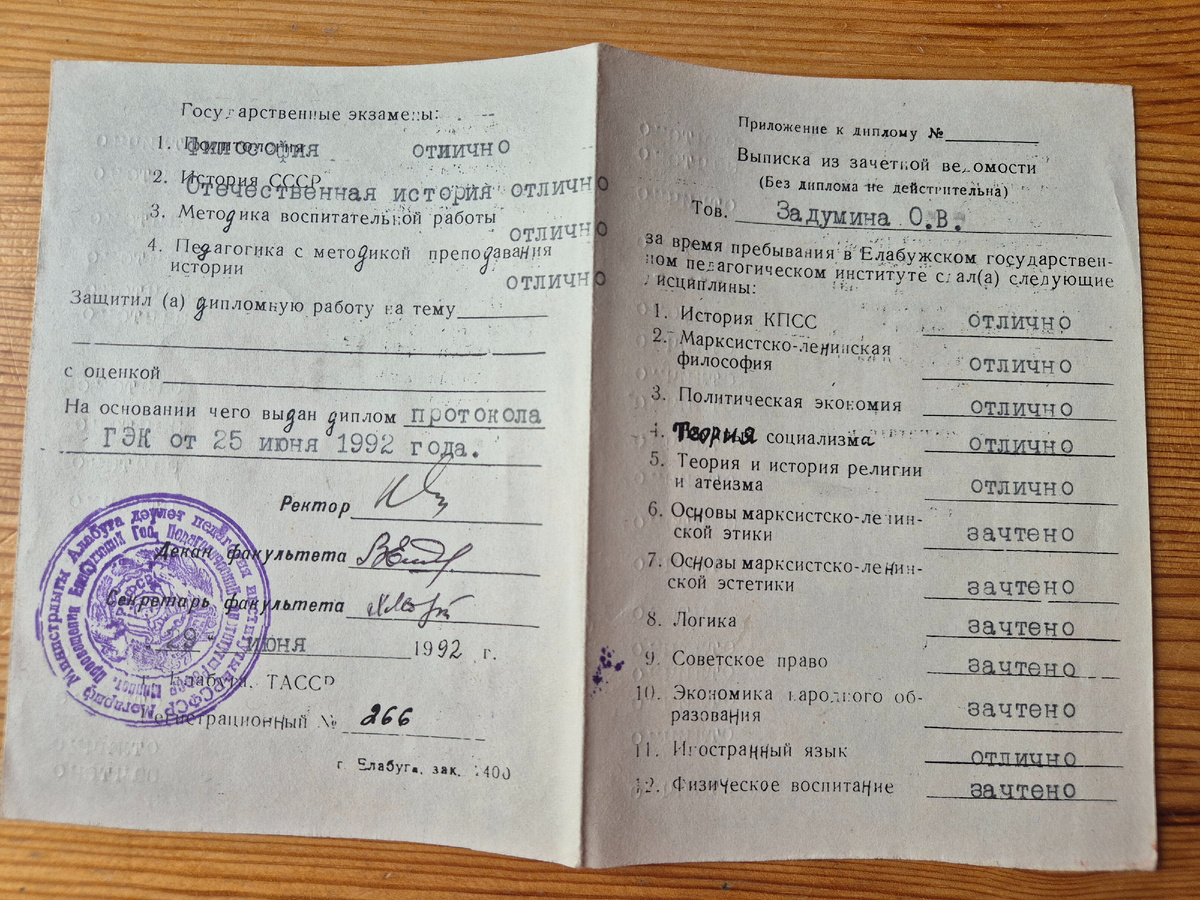 Государственные экзамены:
1. Философия отлично
2. История СССР
Отечественная история отлично
3. Методика воспитательной работы
отлично
4. Педагогика с методикой преподавания
истории
отлично
Защитил (а) дипломную работу на тему
с оценкой
На основании чего выдан диплом протокола
ГЭК от 25 июня 1992 года.
Ректор
Декан факультета
Секретарь факультета
29 июня 1992 г.
г. Елабуга, ТАССР
Регистрационный № 266
г. Елабуга, зак. 1400
Приложение к диплому №
Выписка из зачетной ведомости
(Без диплома не действительна)
Тов. Задумина О.В.
за время пребывания в Елабужском государствен-
ном педагогическом институте сдал(а) следующие
дисциплины:
1. История КПСС отлично
2. Марксистско-ленинская
философия отлично
3. Политическая экономия отлично
4. Теория социализма отлично
5. Теория и история религии
и атеизма отлично
6. Основы марксистско-ленин-
ской этики зачтено
7. Основы марксистско-ленин-
ской эстетики зачтено
8. Логика зачтено
9. Советское право зачтено
10. Экономика народного об-
разования зачтено
11. Иностранный язык отлично
12. Физическое воспитание зачтено